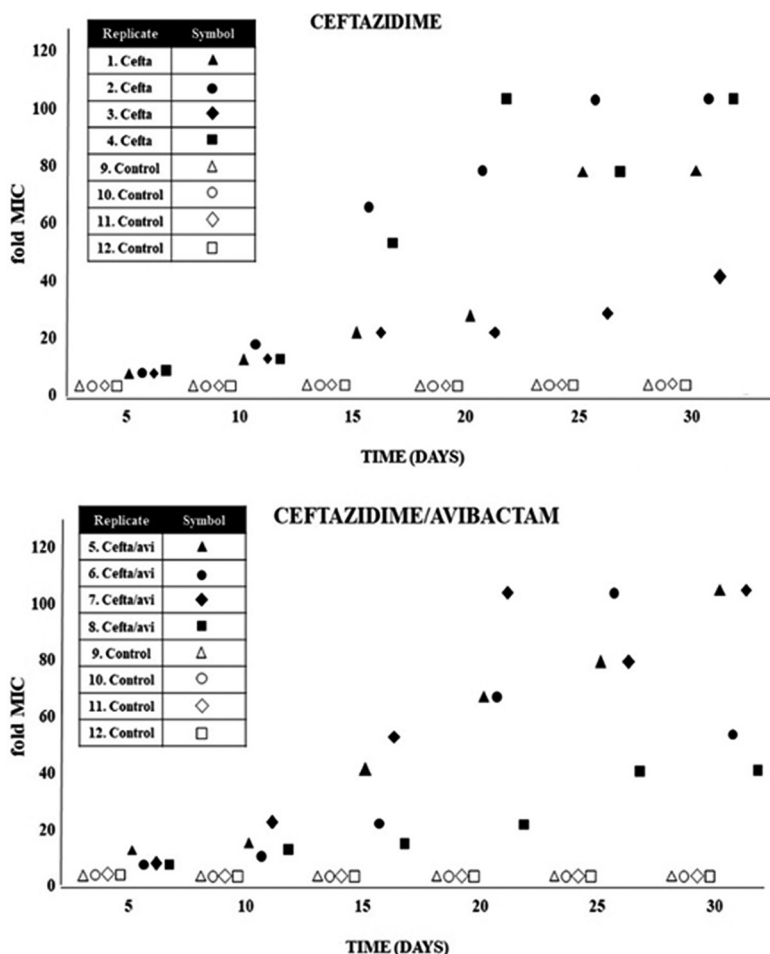 CEFTAZIDIME
Replicate Symbol
1. Cefta
2. Cefta
3. Cefta
4. Cefta
9. Control
10. Control
11. Control
12. Control
120
100
80
60
40
20
0
fold MIC
5 10 15 20 25 30
TIME (DAYS)
CEFTAZIDIME/AVIBACTAM
Replicate Symbol
5. Cefta/avi
6. Cefta/avi
7. Cefta/avi
8. Cefta/avi
9. Control
10. Control
11. Control
12. Control
120
100
80
60
40
20
0
fold MIC
5 10 15 20 25 30
TIME (DAYS)